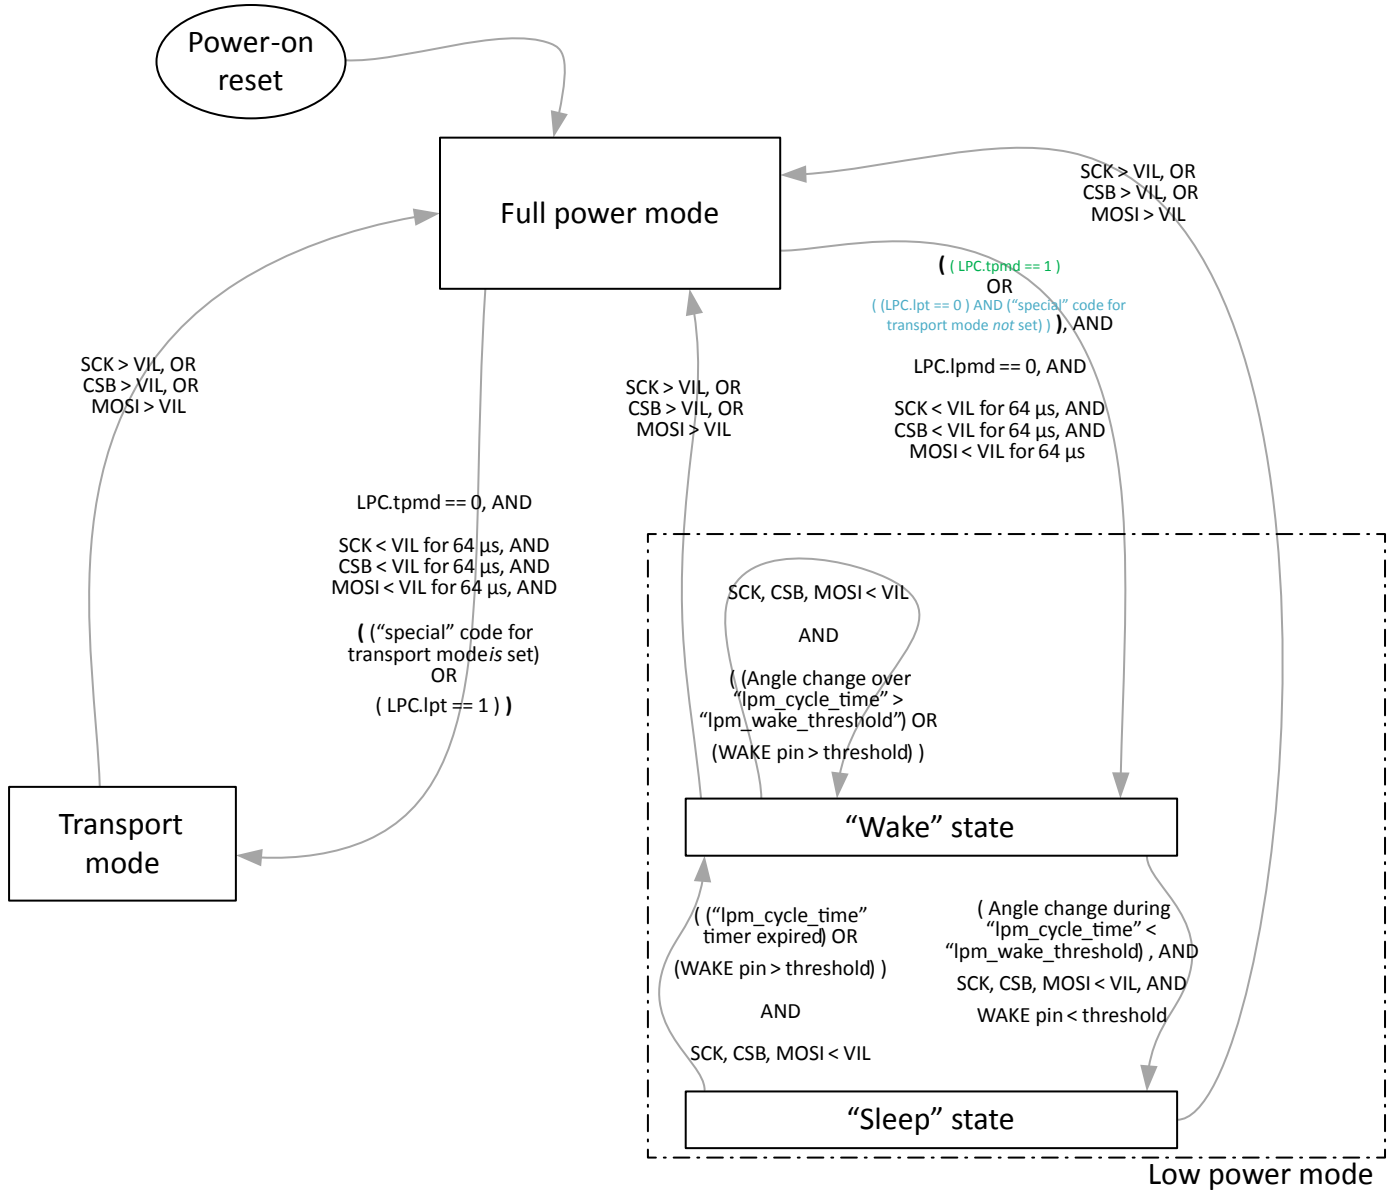 Power-on
reset
Full power mode
SCK > VIL, OR
CSB > VIL, OR
MOSI > VIL
( ( LPC.tpmd == 1 )
OR
( (LPC.lpt == 0 ) AND (“special” code for
transport mode not set) ) ), AND
LPC.lpmd == 0, AND
SCK < VIL for 64 µs, AND
CSB < VIL for 64 µs, AND
MOSI < VIL for 64 µs
SCK > VIL, OR
CSB > VIL, OR
MOSI > VIL
SCK > VIL, OR
CSB > VIL, OR
MOSI > VIL
LPC.tpmd == 0, AND
SCK < VIL for 64 µs, AND
CSB < VIL for 64 µs, AND
MOSI < VIL for 64 µs, AND
( (“special” code for
transport mode is set)
OR
( LPC.lpt == 1 ) )
SCK, CSB, MOSI < VIL
AND
( (Angle change over
“lpm_cycle_time” >
“lpm_wake_threshold”) OR
(WAKE pin > threshold) )
Transport
mode
“Wake” state
( (“lpm_cycle_time”
timer expired) OR
(WAKE pin > threshold) )
AND
SCK, CSB, MOSI < VIL
( Angle change during
“lpm_cycle_time” <
“lpm_wake_threshold) , AND
SCK, CSB, MOSI < VIL, AND
WAKE pin < threshold
“Sleep” state
Low power mode